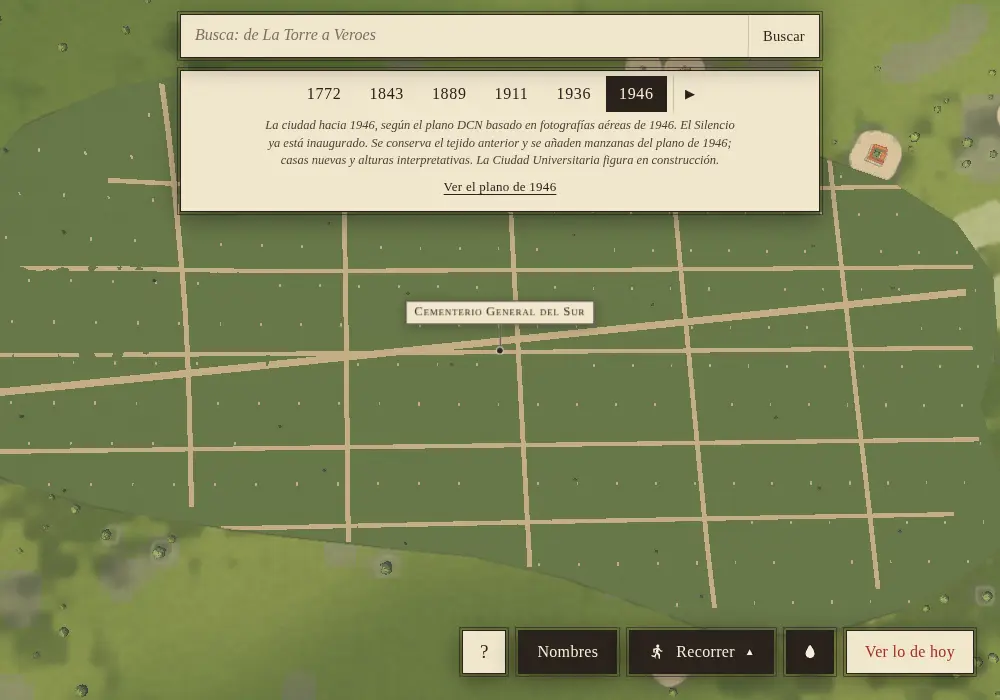 Busca: de La Torre a Veroes
Buscar
1772 1843 1889 1911 1936 1946 ▶
La ciudad hacia 1946, según el plano DCN basado en fotografías aéreas de 1946. El Silencio
ya está inaugurado. Se conserva el tejido anterior y se añaden manzanas del plano de 1946;
casas nuevas y alturas interpretativas. La Ciudad Universitaria figura en construcción.
Ver el plano de 1946
Cementerio General del Sur
?
Nombres
Recorrer ▲
Ver lo de hoy